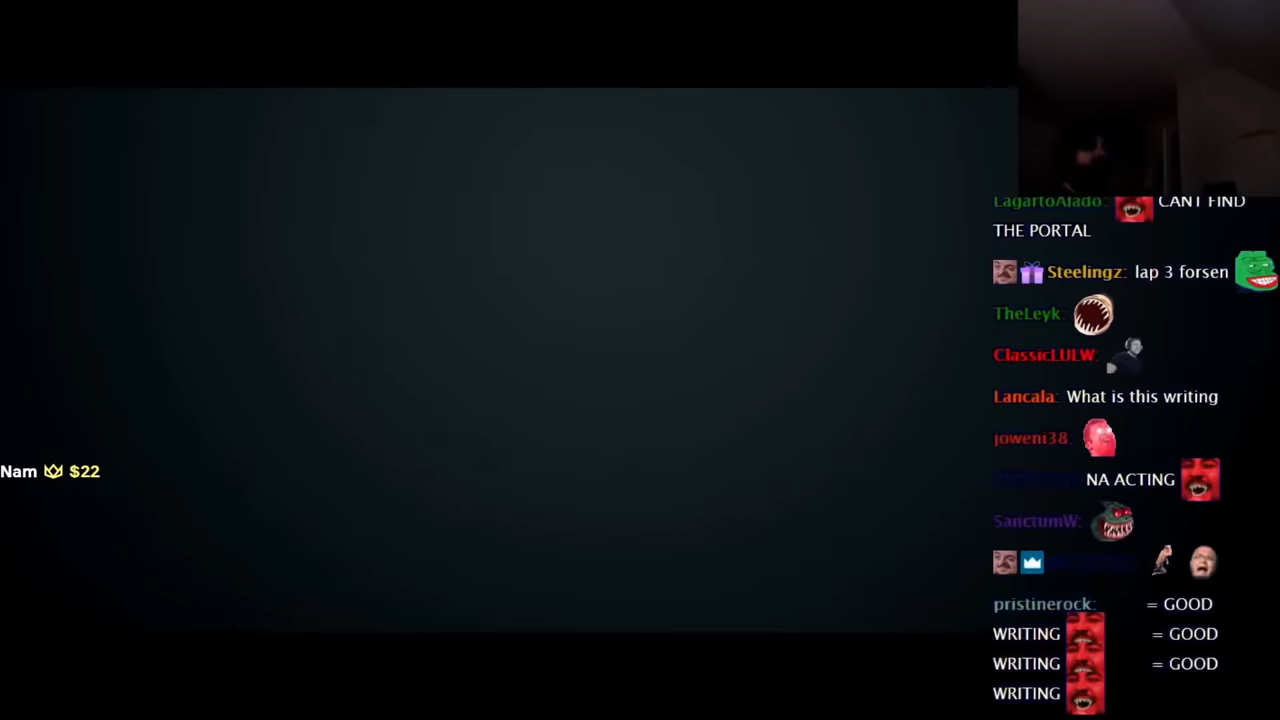 LagartoAlado: CANT FIND
THE PORTAL
Steelingz: lap 3 forsen
TheLeyk:
ClassicLULW:
Lancala: What is this writing
joweni38:
NA ACTING
SanctumW:
Nam $22
pristinerock: = GOOD
WRITING = GOOD
WRITING = GOOD
WRITING